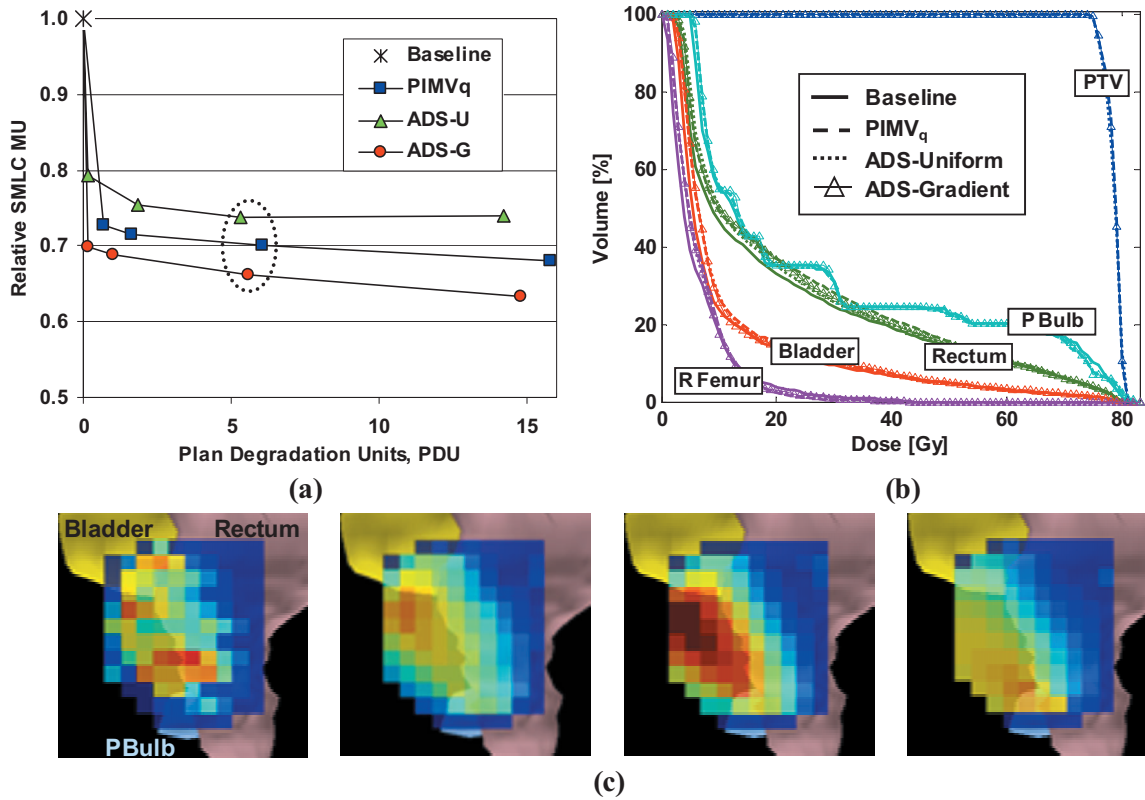 1.0
0.9
0.8
0.7
0.6
0.5
0
5
10
15
Relative SMLC MU
Plan Degradation Units, PDU
Baseline
PIMVq
ADS-U
ADS-G
(a)
100
80
60
40
20
0
0
20
40
60
80
Volume [%]
Dose [Gy]
Baseline
PIMVq
ADS-Uniform
ADS-Gradient
PTV
P Bulb
Bladder
Rectum
R Femur
(b)
Bladder
Rectum
PBulb
(c)